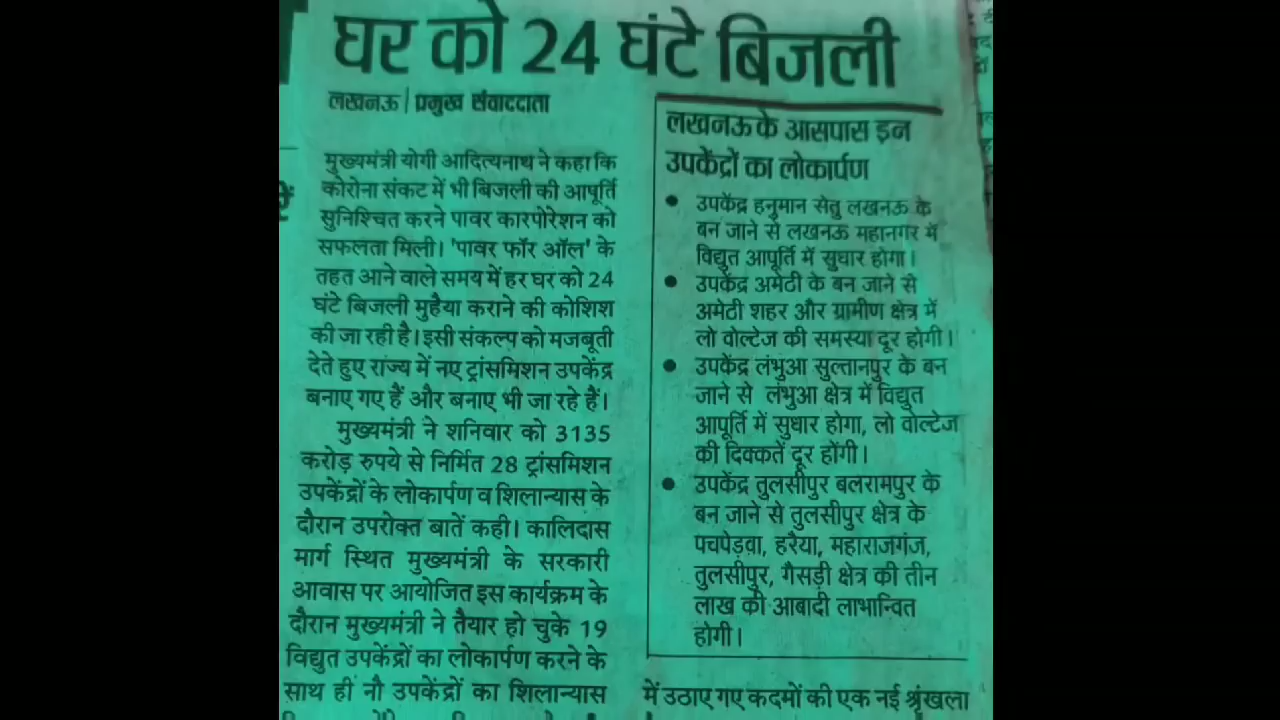 घर को 24 घंटे बिजली
लखनऊ | प्रमुख संवाददाता
मुख्यमंत्री योगी आदित्यनाथ ने कहा कि
कोरोना संकट में भी बिजली की आपूर्ति
सुनिश्चित करने पावर कारपोरेशन को
सफलता मिली। 'पावर फॉर ऑल' के
तहत आने वाले समय में हर घर को 24
घंटे बिजली मुहैया कराने की कोशिश
की जा रही है। इसी संकल्प को मजबूती
देते हुए राज्य में नए ट्रांसमिशन उपकेंद्र
बनाए गए हैं और बनाए भी जा रहे हैं।
मुख्यमंत्री ने शनिवार को 3135
करोड़ रुपये से निर्मित 28 ट्रांसमिशन
उपकेंद्रों के लोकार्पण व शिलान्यास के
दौरान उपरोक्त बातें कही। कालिदास
मार्ग स्थित मुख्यमंत्री के सरकारी
आवास पर आयोजित इस कार्यक्रम के
दौरान मुख्यमंत्री ने तैयार हो चुके 19
विद्युत उपकेंद्रों का लोकार्पण करने के
साथ ही नौ उपकेंद्रों का शिलान्यास
लखनऊ के आसपास इन
उपकेंद्रों का लोकार्पण
• उपकेंद्र हनुमान सेतु लखनऊ के
बन जाने से लखनऊ महानगर में
विद्युत आपूर्ति में सुधार होगा।
• उपकेंद्र अमेठी के बन जाने से
अमेठी शहर और ग्रामीण क्षेत्र में
लो वोल्टेज की समस्या दूर होगी।
• उपकेंद्र लंभुआ सुल्तानपुर के बन
जाने से लंभुआ क्षेत्र में विद्युत
आपूर्ति में सुधार होगा, लो वोल्टेज
की दिक्कतें दूर होंगी।
• उपकेंद्र तुलसीपुर बलरामपुर के
बन जाने से तुलसीपुर क्षेत्र के
पचपेड़वा, हरैया, महाराजगंज,
तुलसीपुर, गैसड़ी क्षेत्र की तीन
लाख की आबादी लाभान्वित
होगी।
में उठाए गए कदमों की एक नई श्रृंखला